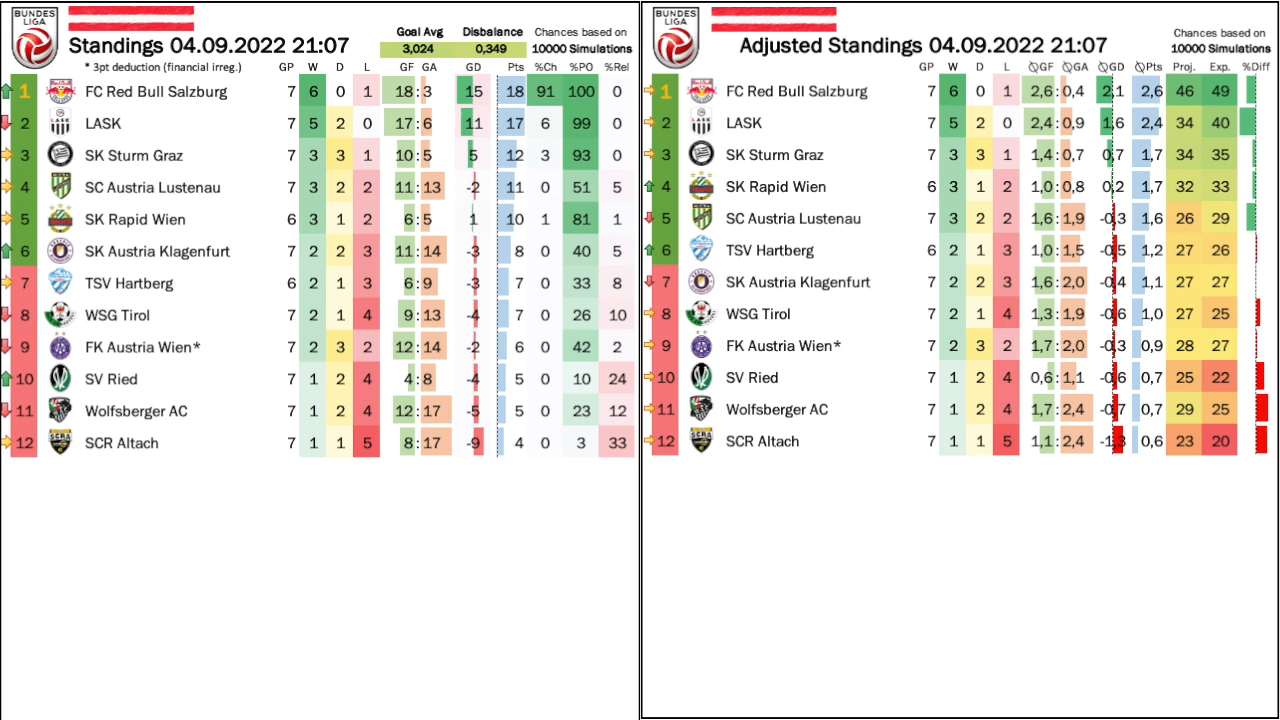 BUNDES
LIGA
Standings 04.09.2022 21:07
* 3pt deduction (financial irreg.)
Goal Avg Disbalance Chances based on
3,024 0,349 10000 Simulations
GP W D L GF GA GD Pts %Ch %PO %Rel
1 FC Red Bull Salzburg 7 6 0 1 18:3 15 18 91 100 0
2 LASK 7 5 2 0 17:6 11 17 6 99 0
3 SK Sturm Graz 7 3 3 1 10:5 5 12 3 93 0
4 SC Austria Lustenau 7 3 2 2 11:13 -2 11 0 51 5
5 SK Rapid Wien 6 3 1 2 6:5 1 10 1 81 1
6 SK Austria Klagenfurt 7 2 2 3 11:14 -3 8 0 40 5
7 TSV Hartberg 6 2 1 3 6:9 -3 7 0 33 8
8 WSG Tirol 7 2 1 4 9:13 -4 7 0 26 10
9 FK Austria Wien* 7 2 3 2 12:14 -2 6 0 42 2
10 SV Ried 7 1 2 4 4:8 -4 5 0 10 24
11 Wolfsberger AC 7 1 2 4 12:17 -5 5 0 23 12
12 SCR Altach 7 1 1 5 8:17 -9 4 0 3 33
BUNDES
LIGA
Adjusted Standings 04.09.2022 21:07
Chances based on
10000 Simulations
GP W D L ∅GF ∅GA ∅GD ∅Pts Proj. Exp. %Diff
1 FC Red Bull Salzburg 7 6 0 1 2,6:0,4 2,1 2,6 46 49
2 LASK 7 5 2 0 2,4:0,9 1,6 2,4 34 40
3 SK Sturm Graz 7 3 3 1 1,4:0,7 0,7 1,7 34 35
4 SK Rapid Wien 6 3 1 2 1,0:0,8 0,2 1,7 32 33
5 SC Austria Lustenau 7 3 2 2 1,6:1,9 -0,3 1,6 26 29
6 TSV Hartberg 6 2 1 3 1,0:1,5 -0,5 1,2 27 26
7 SK Austria Klagenfurt 7 2 2 3 1,6:2,0 -0,4 1,1 27 27
8 WSG Tirol 7 2 1 4 1,3:1,9 -0,6 1,0 27 25
9 FK Austria Wien* 7 2 3 2 1,7:2,0 -0,3 0,9 28 27
10 SV Ried 7 1 2 4 0,6:1,1 -0,6 0,7 25 22
11 Wolfsberger AC 7 1 2 4 1,7:2,4 -0,7 0,7 29 25
12 SCR Altach 7 1 1 5 1,1:2,4 -1,3 0,6 23 20